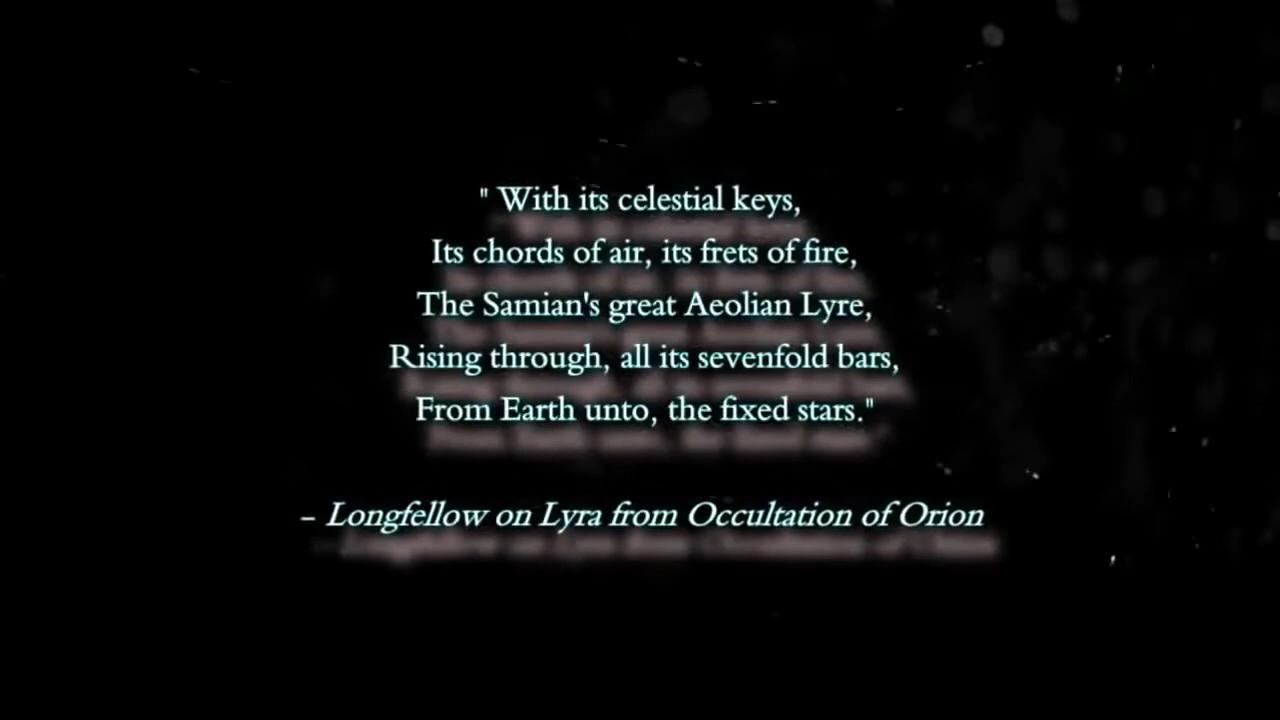 " With its celestial keys,
Its chords of air, its frets of fire,
The Samian's great Aeolian Lyre,
Rising through, all its sevenfold bars,
From Earth unto, the fixed stars."
– Longfellow on Lyra from Occultation of Orion